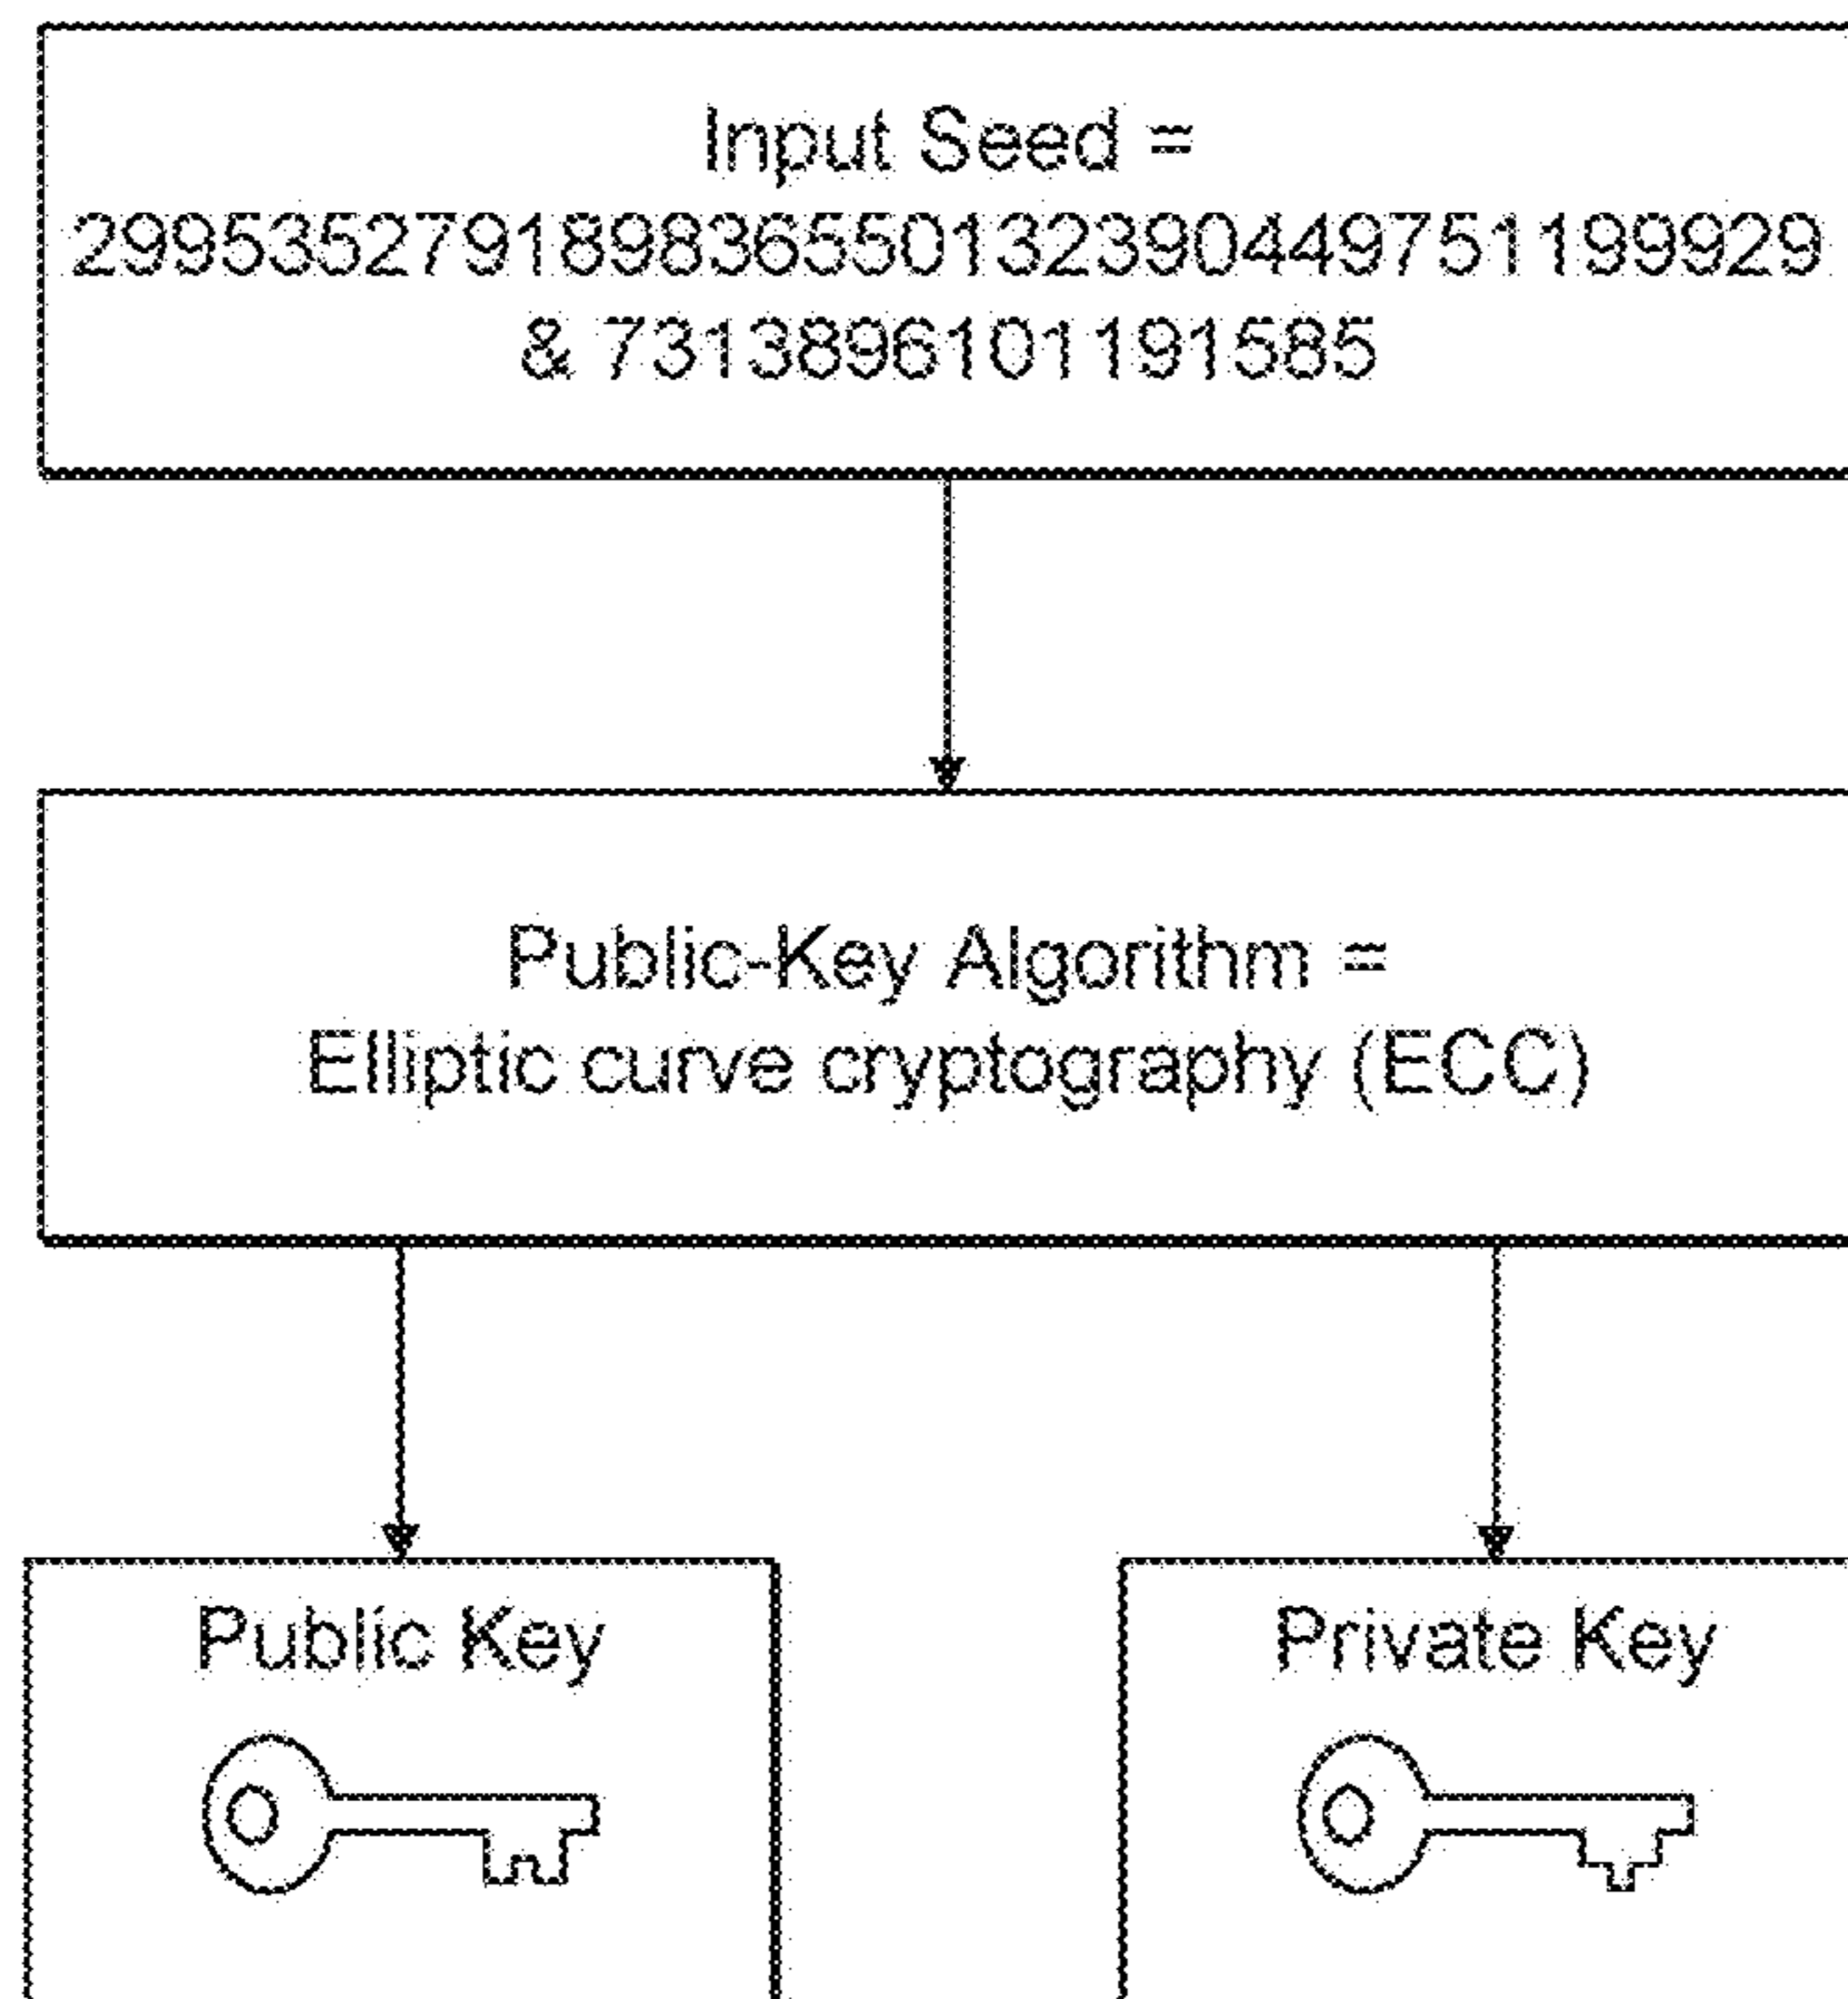 Input Seed =
299535279189836550132390449751199929
& 7313896101191585
Public-Key Algorithm =
Elliptic curve cryptography (ECC)
Public Key
Private Key